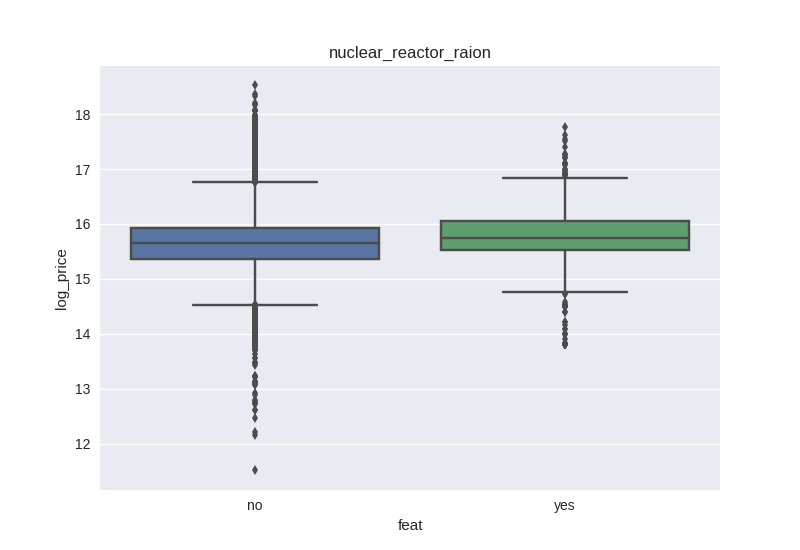 nuclear_reactor_raion
18
17
16
15
14
13
12
log_price
no yes
feat